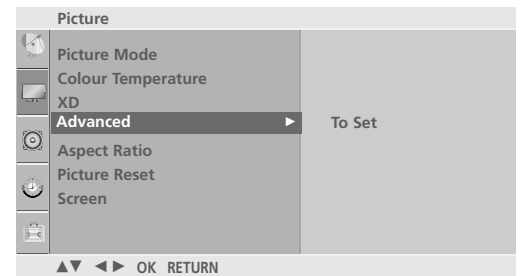 Picture
Picture Mode
Colour Temperature
XD
Advanced ► To Set
Aspect Ratio
Picture Reset
Screen
▲▼ ◄► OK RETURN